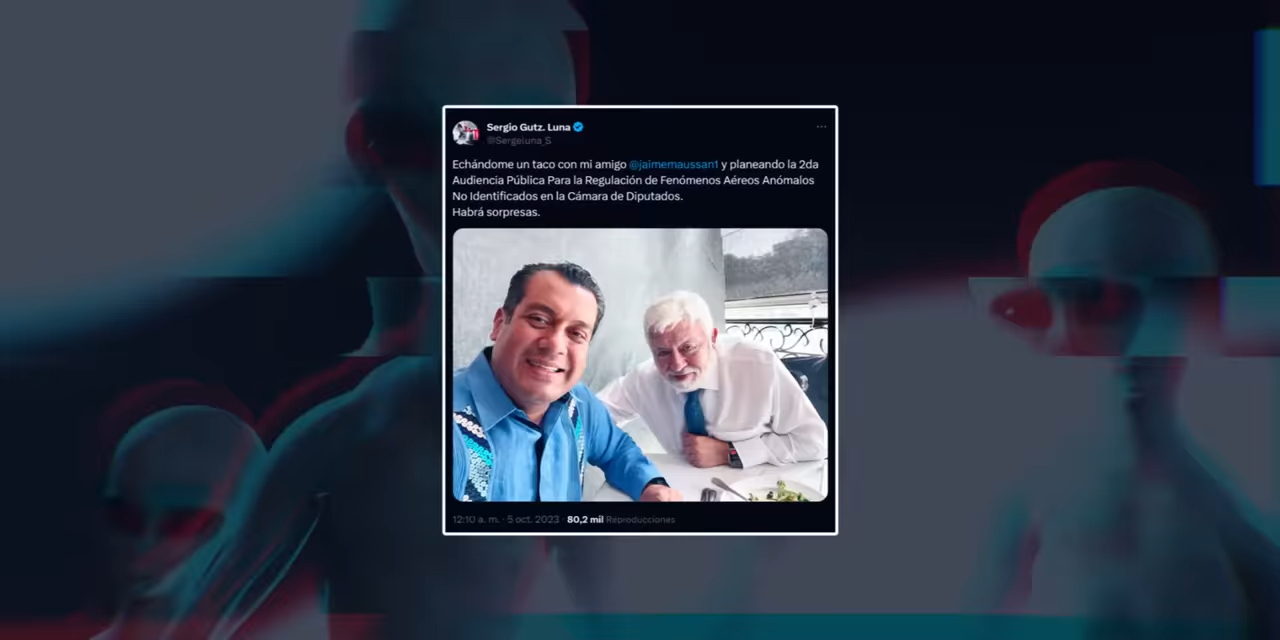 Sergio Gutz. Luna
@Sergeluna_S
Echándome un taco con mi amigo @jaimemaussan1 y planeando la 2da
Audiencia Pública Para la Regulación de Fenómenos Aéreos Anómalos
No Identificados en la Cámara de Diputados.
Habrá sorpresas.
12:10 a. m. · 5 oct. 2023 · 80,2 mil Reproducciones